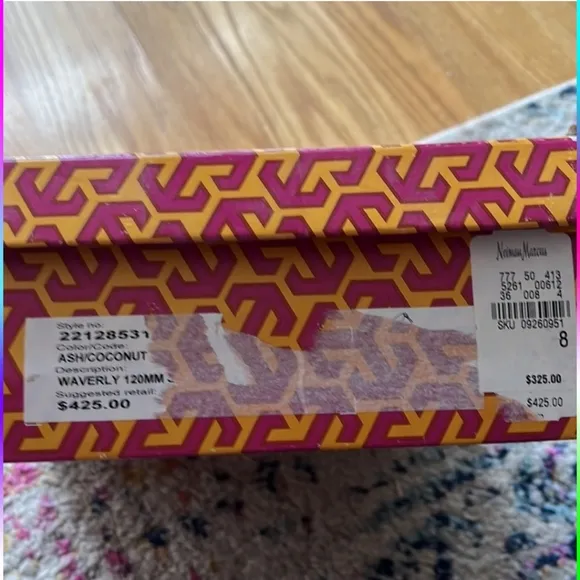 Style no:
22128531
Color/Code:
ASH/COCONUT
Description:
WAVERLY 120MM
Suggested retail:
$425.00
Neiman Marcus
777 50 413
5261 00612
36 008 4
SKU 09260951
8
$325.00
$425.00